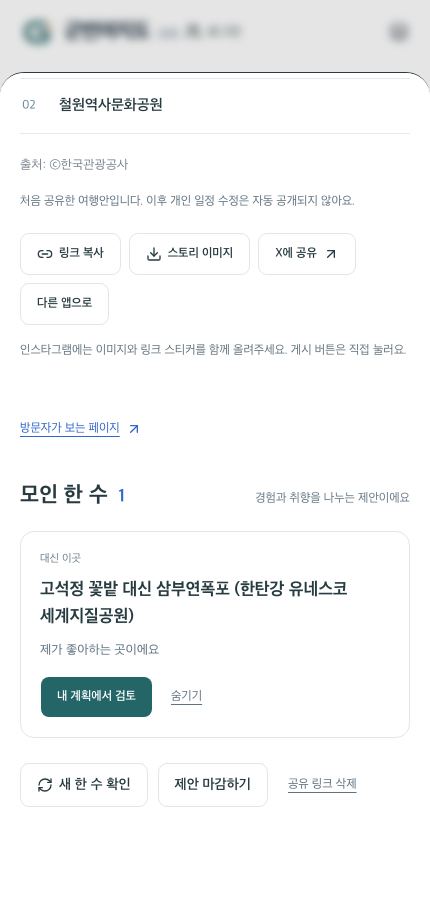 02 철원역사문화공원
출처: ⓒ한국관광공사
처음 공유한 여행안입니다. 이후 개인 일정 수정은 자동 공개되지 않아요.
링크 복사 스토리 이미지 X에 공유
다른 앱으로
인스타그램에는 이미지와 링크 스티커를 함께 올려주세요. 게시 버튼은 직접 눌러요.
방문자가 보는 페이지
모인 한 수 1 경험과 취향을 나누는 제안이에요
대신 이곳
고석정 꽃밭 대신 삼부연폭포 (한탄강 유네스코
세계지질공원)
제가 좋아하는 곳이에요
내 계획에서 검토 숨기기
새 한 수 확인 제안 마감하기 공유 링크 삭제